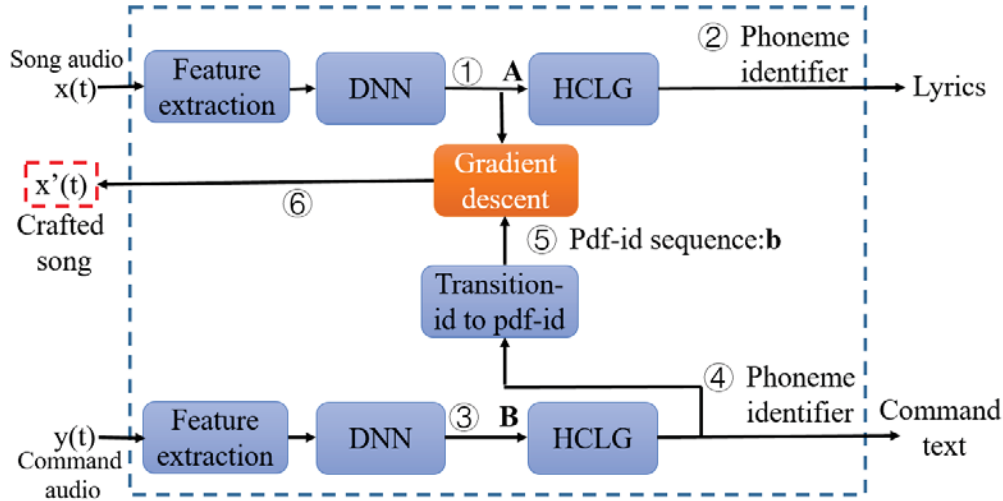 Song audio
x(t)
Feature
extraction
DNN
① A
HCLG
② Phoneme
identifier
Lyrics
Gradient
descent
x’(t)
Crafted
song
⑥
⑤ Pdf-id sequence:b
Transition-
id to pdf-id
④ Phoneme
identifier
y(t)
Command
audio
Feature
extraction
DNN
③ B
HCLG
Command
text